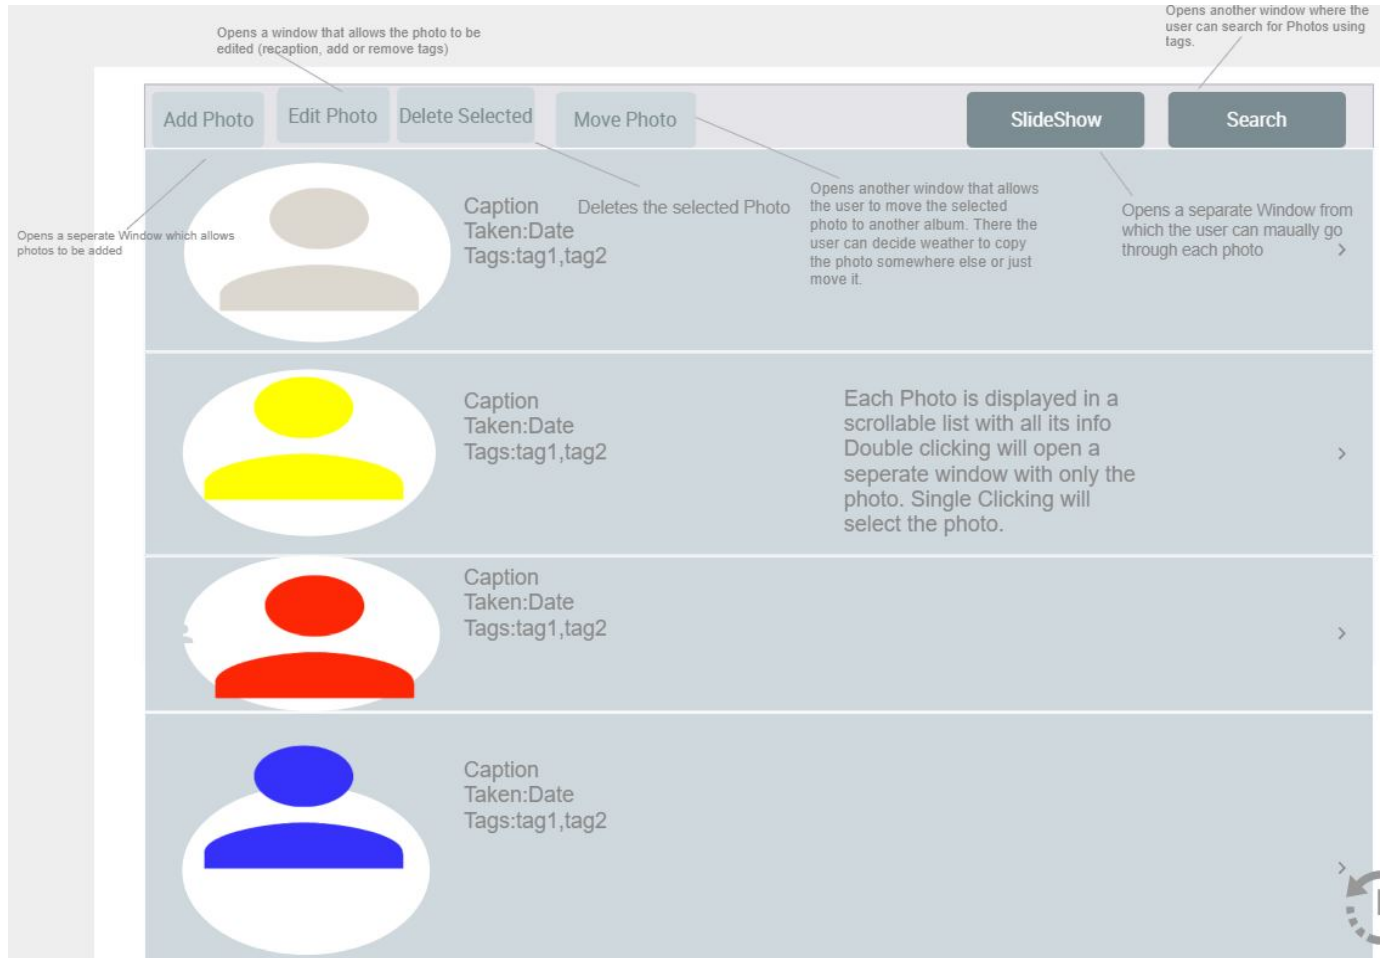 Opens a window that allows the photo to be
edited (recaption, add or remove tags)
Opens another window where the
user can search for Photos using
tags.
Add Photo
Edit Photo
Delete Selected
Move Photo
SlideShow
Search
Opens a seperate Window which allows
photos to be added
Caption
Taken:Date
Tags:tag1,tag2
Deletes the selected Photo
Opens another window that allows
the user to move the selected
photo to another album. There the
user can decide weather to copy
the photo somewhere else or just
move it.
Opens a separate Window from
which the user can maually go
through each photo
Caption
Taken:Date
Tags:tag1,tag2
Each Photo is displayed in a
scrollable list with all its info
Double clicking will open a
seperate window with only the
photo. Single Clicking will
select the photo.
Caption
Taken:Date
Tags:tag1,tag2
Caption
Taken:Date
Tags:tag1,tag2